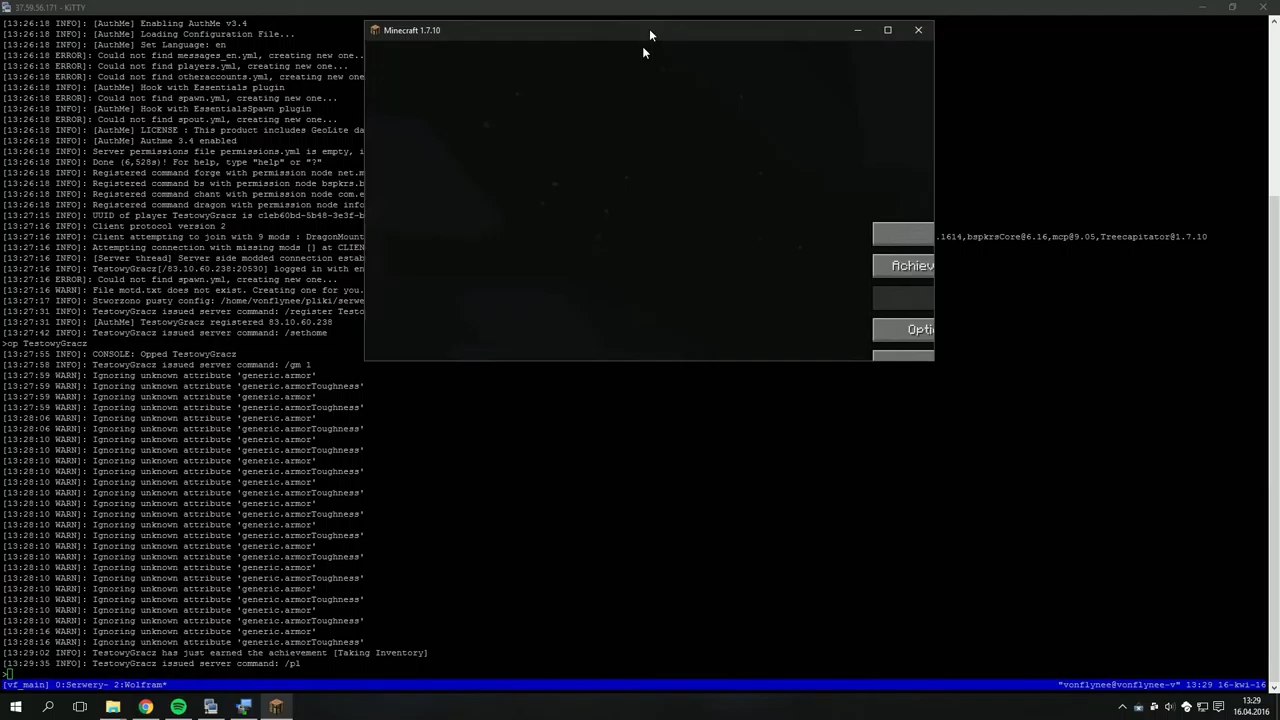 37.59.56.171 - KiTTY
[13:26:18 INFO]: [AuthMe] Enabling AuthMe v3.4
[13:26:18 INFO]: [AuthMe] Loading Configuration File...
[13:26:18 INFO]: [AuthMe] Set Language: en
[13:26:18 ERROR]: Could not find messages_en.yml, creating new one..
[13:26:18 ERROR]: Could not find players.yml, creating new one...
[13:26:18 ERROR]: Could not find otheraccounts.yml, creating new one
[13:26:18 INFO]: [AuthMe] Hook with Essentials plugin
[13:26:18 ERROR]: Could not find spawn.yml, creating new one...
[13:26:18 INFO]: [AuthMe] Hook with EssentialsSpawn plugin
[13:26:18 ERROR]: Could not find spout.yml, creating new one...
[13:26:18 INFO]: [AuthMe] LICENSE : This product includes GeoLite da
[13:26:18 INFO]: [AuthMe] Authme 3.4 enabled
[13:26:18 INFO]: Server permissions file permissions.yml is empty, i
[13:26:18 INFO]: Done (6,528s)! For help, type "help" or "?"
[13:26:18 INFO]: Registered command forge with permission node net.m
[13:26:18 INFO]: Registered command bs with permission node bspkrs.b
[13:26:18 INFO]: Registered command chant with permission node com.e
[13:26:18 INFO]: Registered command dragon with permission node info
[13:27:15 INFO]: UUID of player TestowyGracz is c1eb60bd-5b48-3e3f-b
[13:27:16 INFO]: Client protocol version 2
[13:27:16 INFO]: Client attempting to join with 9 mods : DragonMount .1614,bspkrsCore@6.16,mcp@9.05,Treecapitator@1.7.10
[13:27:16 INFO]: Attempting connection with missing mods [] at CLIEN
[13:27:16 INFO]: [Server thread] Server side modded connection estab
[13:27:16 INFO]: TestowyGracz[/83.10.60.238:20530] logged in with en
[13:27:16 ERROR]: Could not find spawn.yml, creating new one...
[13:27:16 WARN]: File motd.txt does not exist. Creating one for you.
[13:27:17 INFO]: Stworzono pusty config: /home/vonflynee/pliki/serwe
[13:27:31 INFO]: TestowyGracz issued server command: /register Testo
[13:27:31 INFO]: [AuthMe] TestowyGracz registered 83.10.60.238
[13:27:42 INFO]: TestowyGracz issued server command: /sethome
>op TestowyGracz
[13:27:55 INFO]: CONSOLE: Opped TestowyGracz
[13:27:58 INFO]: TestowyGracz issued server command: /gm 1
[13:27:59 WARN]: Ignoring unknown attribute 'generic.armor'
[13:27:59 WARN]: Ignoring unknown attribute 'generic.armorToughness'
[13:27:59 WARN]: Ignoring unknown attribute 'generic.armor'
[13:27:59 WARN]: Ignoring unknown attribute 'generic.armorToughness'
[13:28:06 WARN]: Ignoring unknown attribute 'generic.armor'
[13:28:06 WARN]: Ignoring unknown attribute 'generic.armorToughness'
[13:28:10 WARN]: Ignoring unknown attribute 'generic.armor'
[13:28:10 WARN]: Ignoring unknown attribute 'generic.armorToughness'
[13:28:10 WARN]: Ignoring unknown attribute 'generic.armor'
[13:28:10 WARN]: Ignoring unknown attribute 'generic.armorToughness'
[13:28:10 WARN]: Ignoring unknown attribute 'generic.armor'
[13:28:10 WARN]: Ignoring unknown attribute 'generic.armorToughness'
[13:28:10 WARN]: Ignoring unknown attribute 'generic.armor'
[13:28:10 WARN]: Ignoring unknown attribute 'generic.armorToughness'
[13:28:10 WARN]: Ignoring unknown attribute 'generic.armor'
[13:28:10 WARN]: Ignoring unknown attribute 'generic.armorToughness'
[13:28:10 WARN]: Ignoring unknown attribute 'generic.armor'
[13:28:10 WARN]: Ignoring unknown attribute 'generic.armorToughness'
[13:28:10 WARN]: Ignoring unknown attribute 'generic.armor'
[13:28:10 WARN]: Ignoring unknown attribute 'generic.armorToughness'
[13:28:10 WARN]: Ignoring unknown attribute 'generic.armor'
[13:28:10 WARN]: Ignoring unknown attribute 'generic.armorToughness'
[13:28:10 WARN]: Ignoring unknown attribute 'generic.armor'
[13:28:10 WARN]: Ignoring unknown attribute 'generic.armorToughness'
[13:28:16 WARN]: Ignoring unknown attribute 'generic.armor'
[13:28:16 WARN]: Ignoring unknown attribute 'generic.armorToughness'
[13:29:02 INFO]: TestowyGracz has just earned the achievement [Taking Inventory]
[13:29:35 INFO]: TestowyGracz issued server command: /pl
>
[vf_main] 0:Serwery- 2:Wolfram* "vonflynee@vonflynee-v" 13:29 16-kwi-16
Minecraft 1.7.10
Achiev
Opti
13:29
16.04.2016